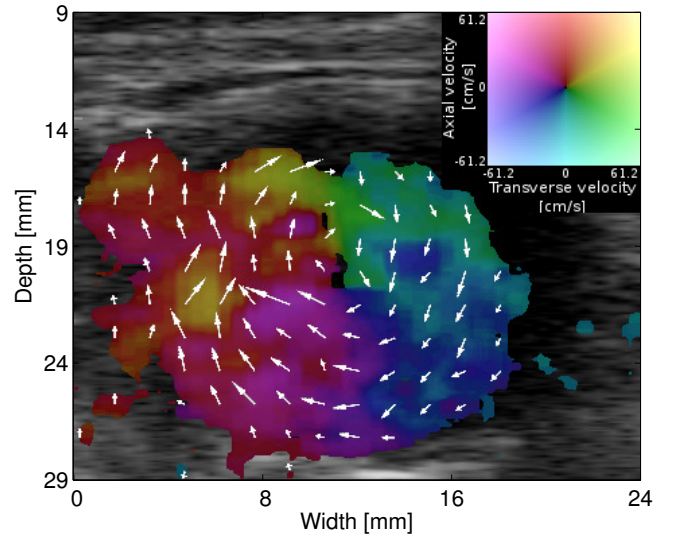 9
14
19
24
29
Depth [mm]
0
8
16
24
Width [mm]
61.2
0
-61.2
Axial velocity
[cm/s]
-61.2
0
61.2
Transverse velocity
[cm/s]